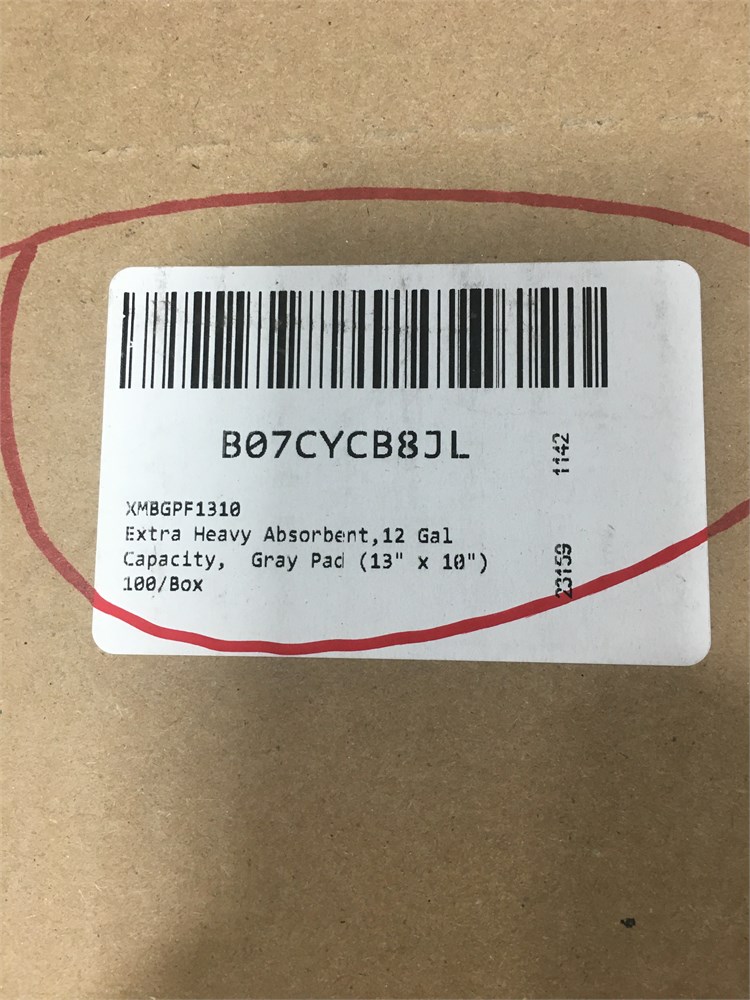 B07CYCB8JL
XMBGPF1310
Extra Heavy Absorbent,12 Gal
Capacity,  Gray Pad (13" x 10")
100/Box
1142
23159